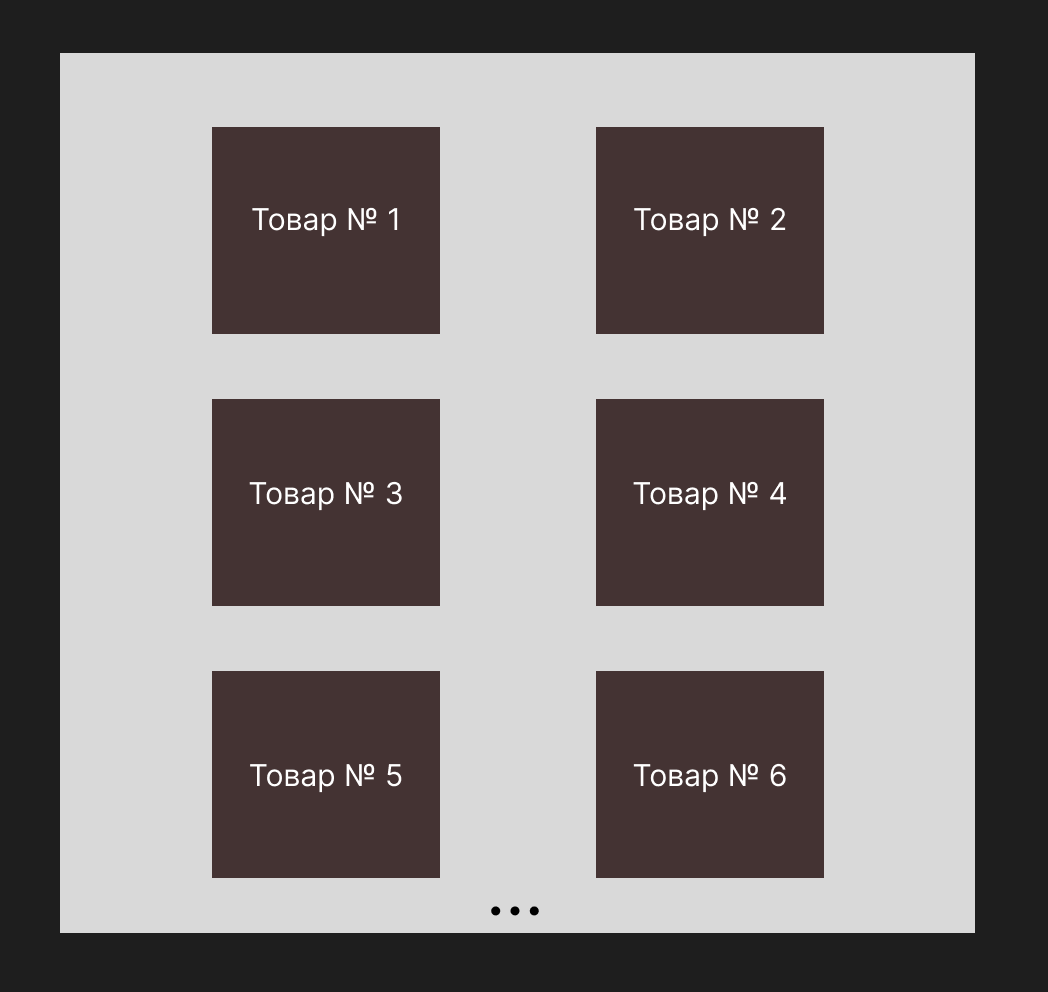 Товар № 1
Товар № 2
Товар № 3
Товар № 4
Товар № 5
Товар № 6
...